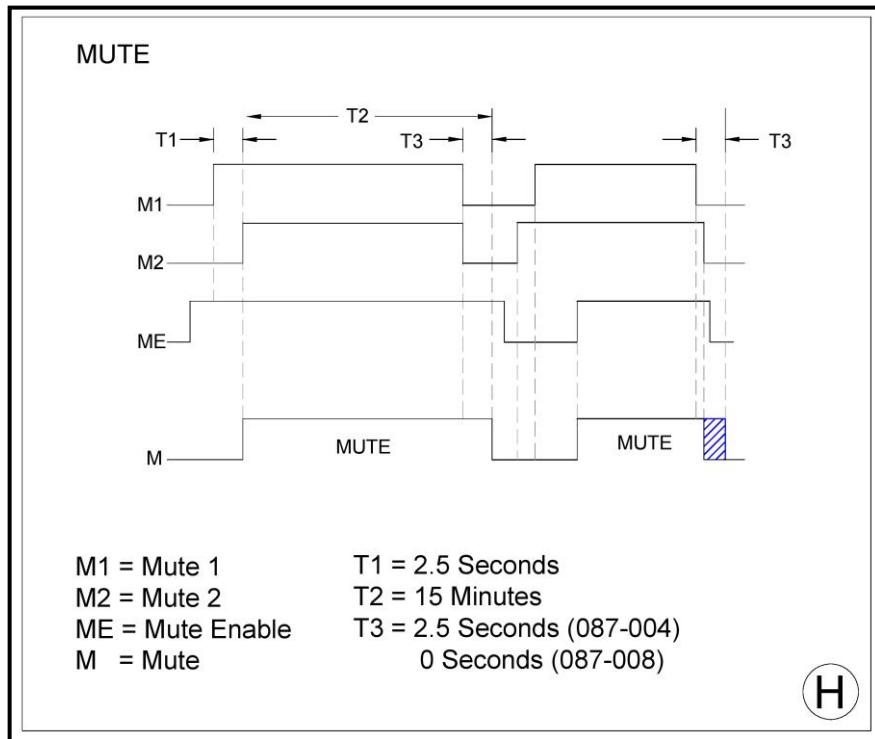 MUTE
T2
T1
T3
T3
M1
M2
ME
M
MUTE
MUTE
M1 = Mute 1
M2 = Mute 2
ME = Mute Enable
M = Mute
T1 = 2.5 Seconds
T2 = 15 Minutes
T3 = 2.5 Seconds (087-004)
0 Seconds (087-008)
H